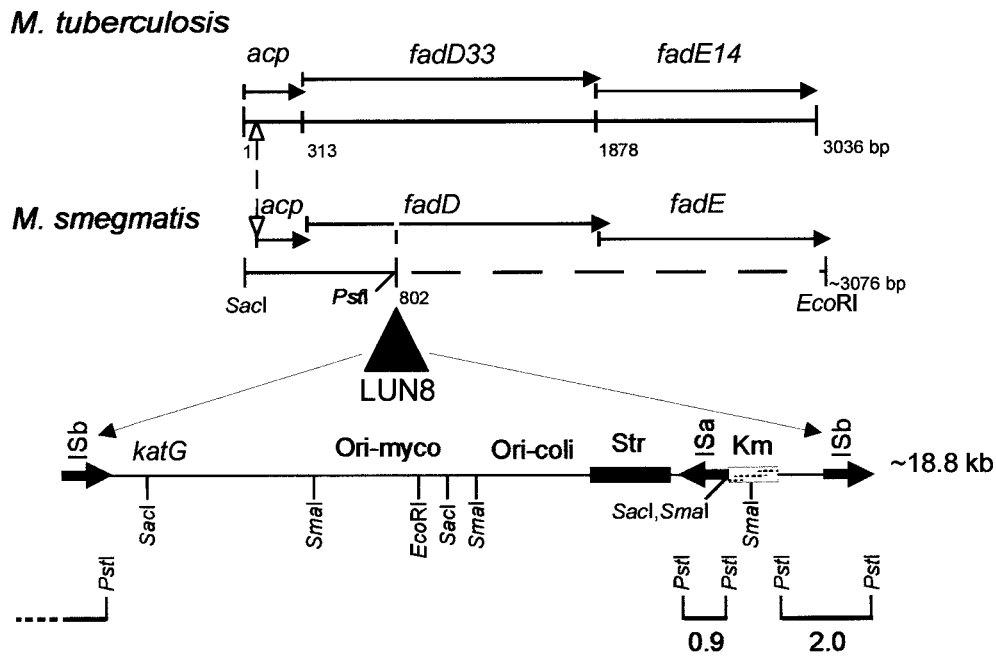 M. tuberculosis
acp fadD33 fadE14
1 313 1878 3036 bp
M. smegmatis
acp fadD fadE
SacI PstI 802 ~3076 bp
EcoRI
LUN8
ISb katG Ori-myco Ori-coli Str ISa Km ISb ~18.8 kb
SacI SmaI EcoRI SacI SmaI SacI,SmaI SmaI
PstI PstI PstI PstI PstI
0.9 2.0